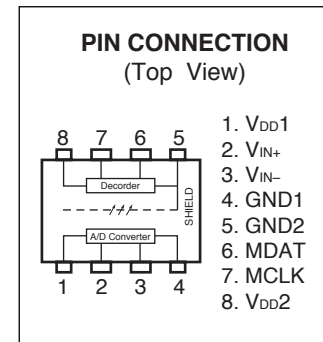 PIN CONNECTION
(Top View)
8 7 6 5
Decorder
SHIELD
A/D Converter
1 2 3 4
1. VDD1
2. VIN+
3. VIN–
4. GND1
5. GND2
6. MDAT
7. MCLK
8. VDD2